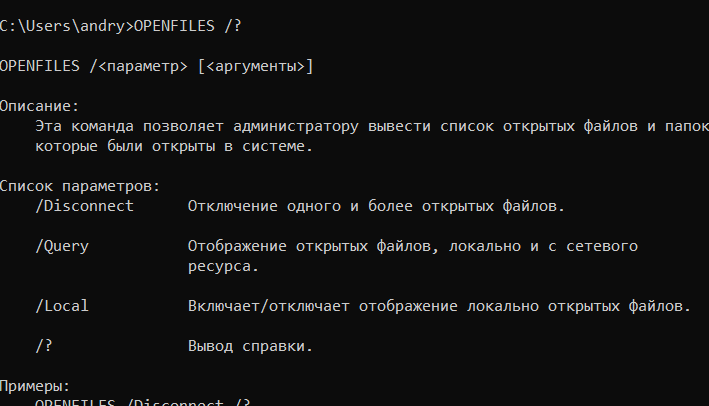 C:\Users\andry>OPENFILES /?
OPENFILES /<параметр> [<аргументы>]
Описание:
Эта команда позволяет администратору вывести список открытых файлов и папок
которые были открыты в системе.
Список параметров:
/Disconnect Отключение одного и более открытых файлов.
/Query Отображение открытых файлов, локально и с сетевого
ресурса.
/Local Включает/отключает отображение локально открытых файлов.
/? Вывод справки.
Примеры:
OPENFILES /Disconnect /?